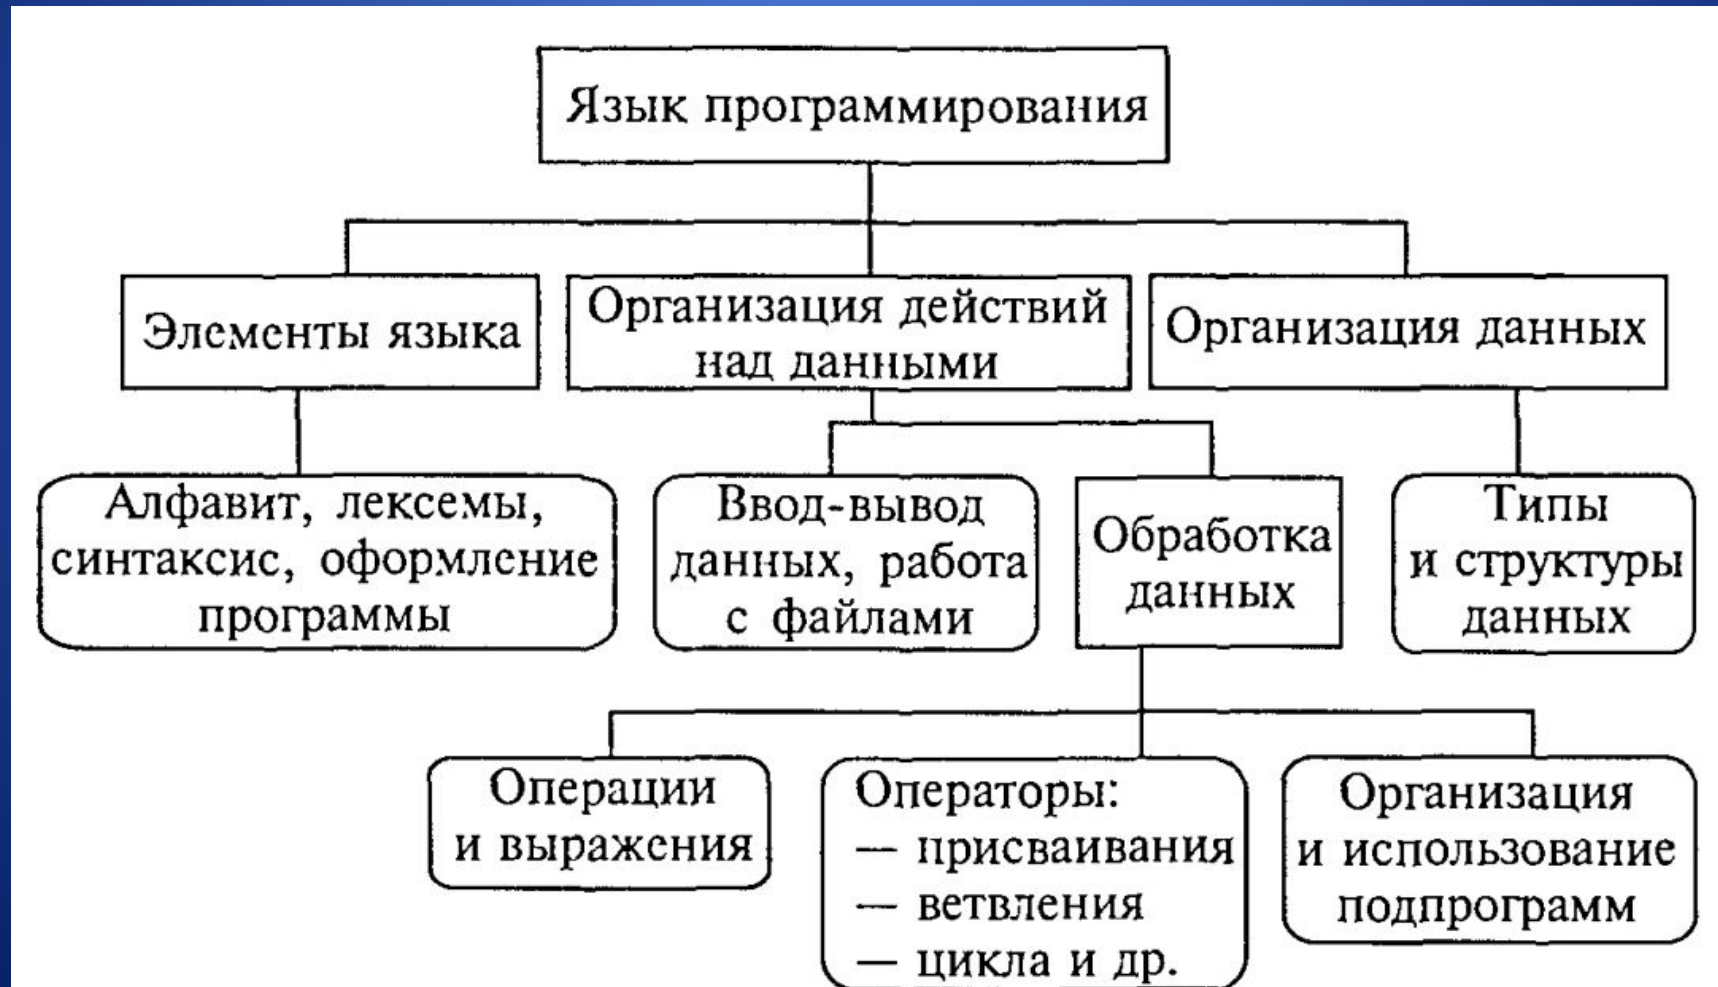 Язык программирования
Элементы языка
Организация действий
над данными
Организация данных
Алфавит, лексемы,
синтаксис, оформление
программы
Ввод-вывод
данных, работа
с файлами
Обработка
данных
Типы
и структуры
данных
Операции
и выражения
Операторы:
— присваивания
— ветвления
— цикла и др.
Организация
и использование
подпрограмм